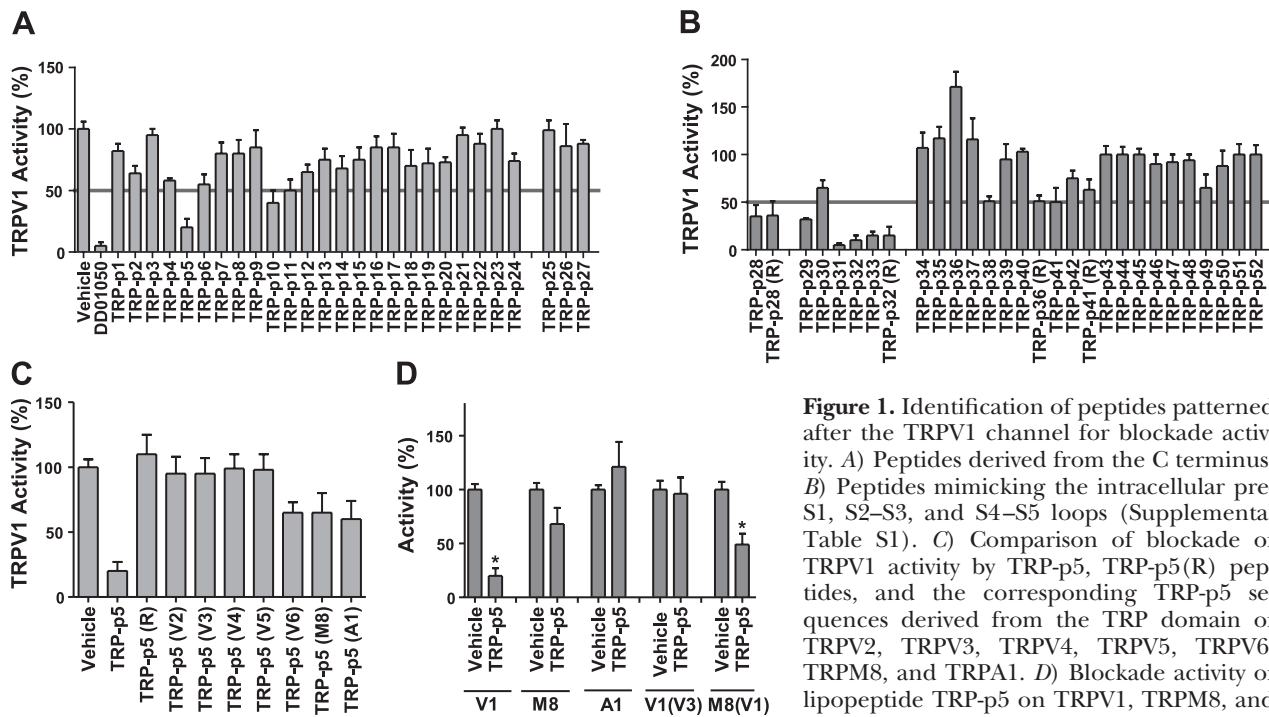 A
TRPV1 Activity (%)
150
100
50
0
Vehicle
DD01050
TRP-p1
TRP-p2
TRP-p3
TRP-p4
TRP-p5
TRP-p6
TRP-p7
TRP-p8
TRP-p9
TRP-p10
TRP-p11
TRP-p12
TRP-p13
TRP-p14
TRP-p15
TRP-p16
TRP-p17
TRP-p18
TRP-p19
TRP-p20
TRP-p21
TRP-p22
TRP-p23
TRP-p24
TRP-p25
TRP-p26
TRP-p27
B
TRPV1 Activity (%)
200
150
100
50
0
TRP-p28
TRP-p28 (R)
TRP-p29
TRP-p30
TRP-p31
TRP-p32
TRP-p33
TRP-p32 (R)
TRP-p34
TRP-p35
TRP-p36
TRP-p37
TRP-p38
TRP-p39
TRP-p40
TRP-p36 (R)
TRP-p41
TRP-p42
TRP-p41 (R)
TRP-p43
TRP-p44
TRP-p45
TRP-p46
TRP-p47
TRP-p48
TRP-p49
TRP-p50
TRP-p51
TRP-p52
C
TRPV1 Activity (%)
150
100
50
0
Vehicle
TRP-p5
TRP-p5 (R)
TRP-p5 (V2)
TRP-p5 (V3)
TRP-p5 (V4)
TRP-p5 (V5)
TRP-p5 (V6)
TRP-p5 (M8)
TRP-p5 (A1)
D
Activity (%)
150
100
50
0
*
*
Vehicle
TRP-p5
Vehicle
TRP-p5
Vehicle
TRP-p5
Vehicle
TRP-p5
Vehicle
TRP-p5
V1
M8
A1
V1(V3)
M8(V1)
Figure 1. Identification of peptides patterned
after the TRPV1 channel for blockade activ
ity. A) Peptides derived from the C terminus
B) Peptides mimicking the intracellular pre
S1, S2–S3, and S4–S5 loops (Supplementa
Table S1). C) Comparison of blockade o
TRPV1 activity by TRP-p5, TRP-p5(R) pep
tides, and the corresponding TRP-p5 se
quences derived from the TRP domain o
TRPV2, TRPV3, TRPV4, TRPV5, TRPV6
TRPM8, and TRPA1. D) Blockade activity o
lipopeptide TRP-p5 on TRPV1, TRPM8, and